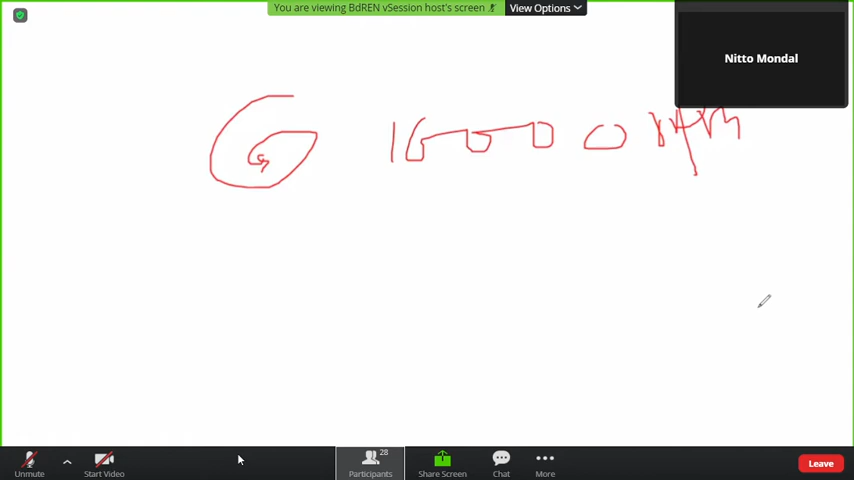 You are viewing BdREN vSession host's screen
View Options
Nitto Mondal
10000 rpm
Unmute
Start Video
28
Participants
Share Screen
Chat
More
Leave